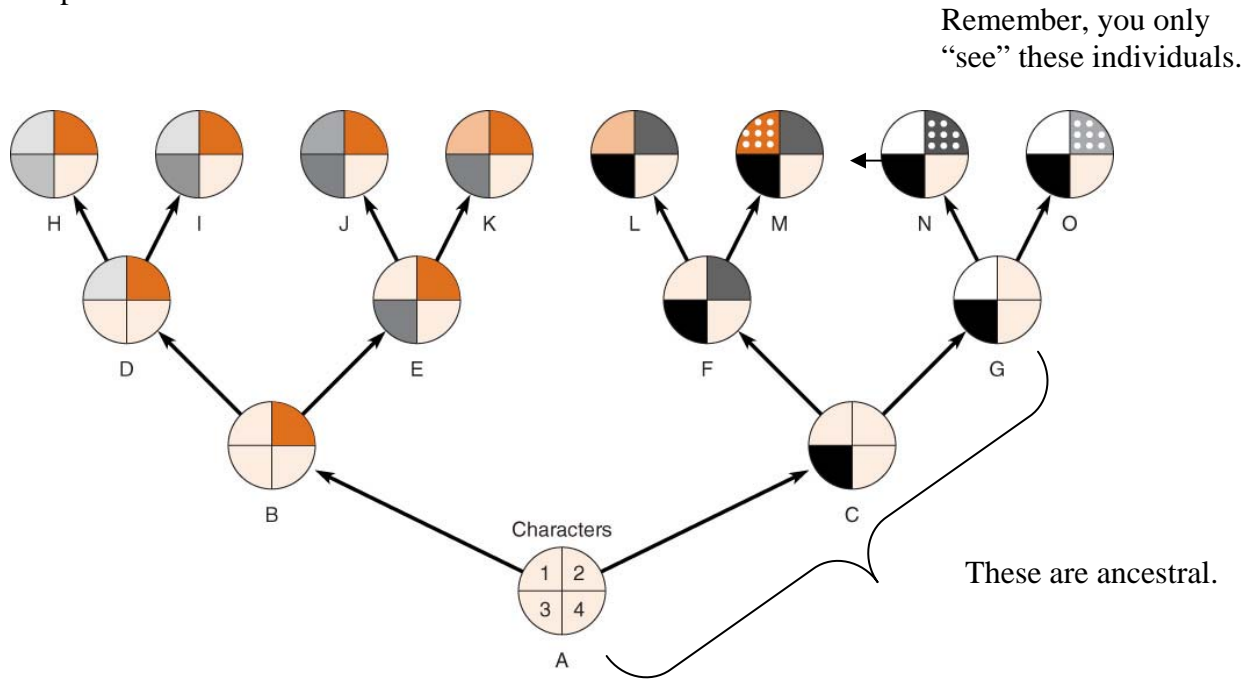 Remember, you only
“see” these individuals.
H I J K L M N O
D E F G
B C
Characters
1 2
3 4
A
These are ancestral.